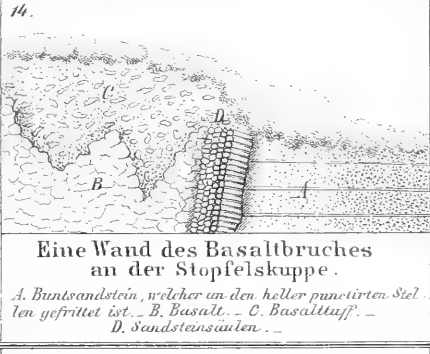 14.
C
D
B
A
Eine Wand des Basaltbruches
an der Stopfelskuppe.
A. Buntsandstein, welcher an den heller punctirten Stel
len gefrittet ist _ B. Basalt _ C. Basalttuff. _
D. Sandsteinsäulen. _